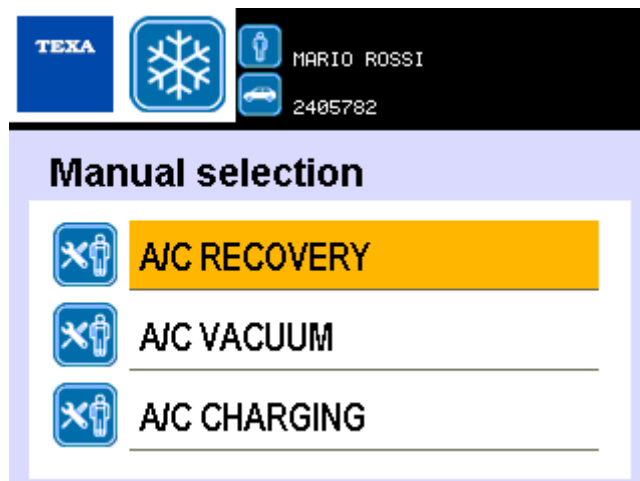 TEXA
MARIO ROSSI
2405782
Manual selection
A/C RECOVERY
A/C VACUUM
A/C CHARGING